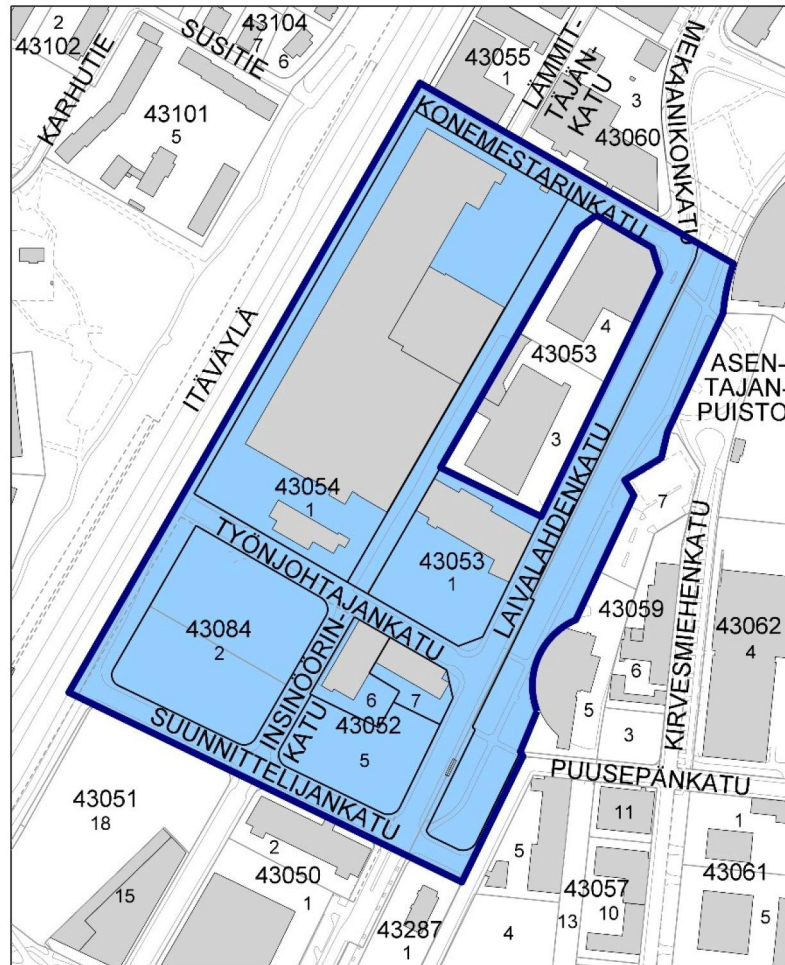 2
43102
43104
7
6
SUSITIE
KARHUTIE
43101
5
43055
1
LÄMMIT-
TÄJÄN-
KATU
3
43060
MEKAANIKONKATU
KONEMESTARINKATU
ITÄVÄYLÄ
4
43053
3
ASEN-
TAJAN-
PUISTO
LAIVALAHDENKATU
7
43054
1
TYÖNJOHTAJANKATU
43053
1
43059
KIRVESMIEHENKATU
43062
4
43084
2
INSINÖÖRIN-
KATU
6
7
43052
5
6
5
3
SUUNNITTELIJANKATU
PUUSEPÄNKATU
43051
18
15
2
43050
1
43287
1
5
4
11
43057
10
13
1
43061
5